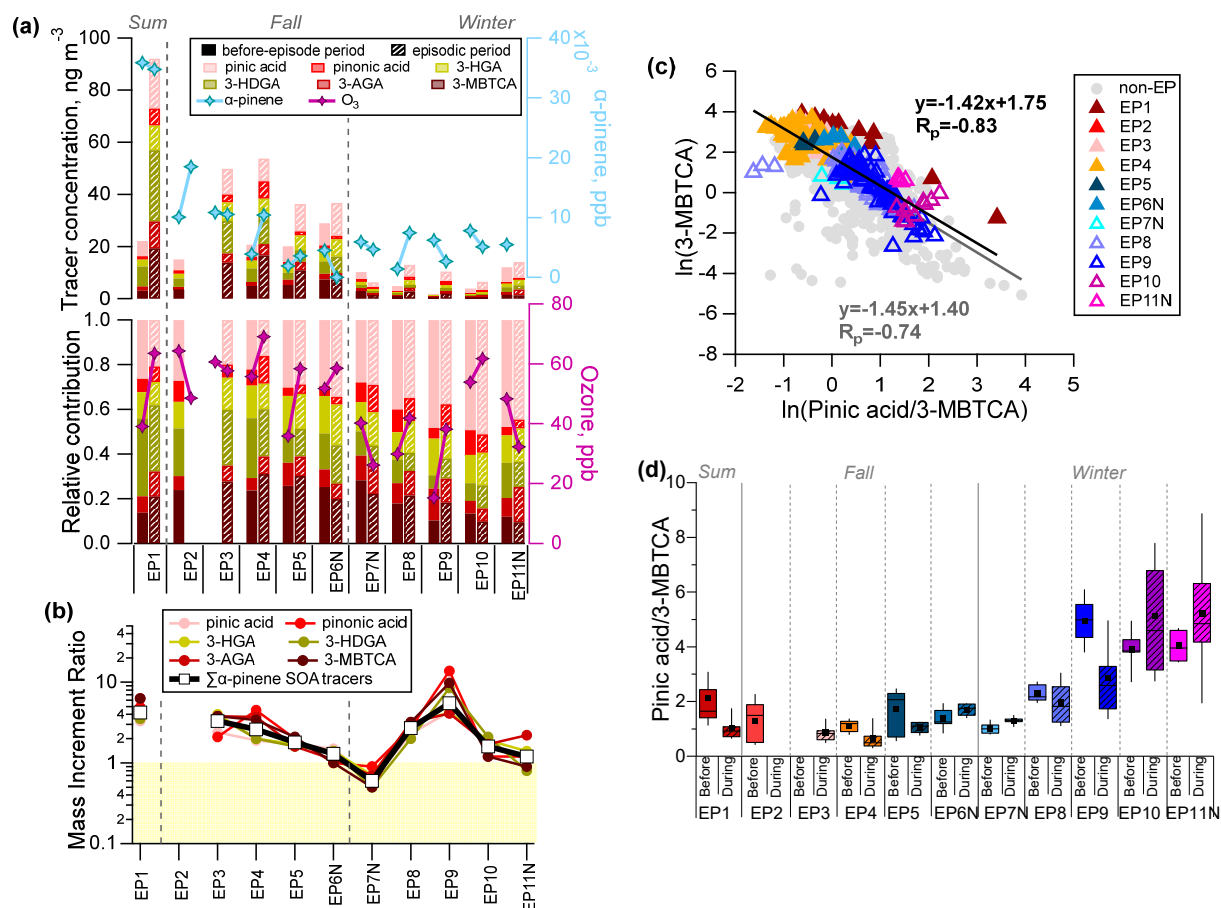 (a)
Sum
Fall
Winter
Tracer concentration, ng m-3
100
80
60
40
20
0
before-episode period
episodic period
pinic acid
pinonic acid
3-HGA
3-HDGA
3-AGA
3-MBTCA
α-pinene
O3
40
30
20
10
0
x10-3
α-pinene, ppb
Relative contribution
1.0
0.8
0.6
0.4
0.2
0.0
80
60
40
20
0
Ozone, ppb
EP1
EP2
EP3
EP4
EP5
EP6N
EP7N
EP8
EP9
EP10
EP11N
(b)
Mass Increment Ratio
4
2
10
4
2
1
4
2
0.1
pinic acid
pinonic acid
3-HGA
3-HDGA
3-AGA
3-MBTCA
∑α-pinene SOA tracers
EP1
EP2
EP3
EP4
EP5
EP6N
EP7N
EP8
EP9
EP10
EP11N
(c)
ln(3-MBTCA)
6
4
2
0
-2
-4
-6
-8
y=-1.42x+1.75
Rp=-0.83
y=-1.45x+1.40
Rp=-0.74
-2
-1
0
1
2
3
4
5
ln(Pinic acid/3-MBTCA)
non-EP
EP1
EP2
EP3
EP4
EP5
EP6N
EP7N
EP8
EP9
EP10
EP11N
(d)
Sum
Fall
Winter
Pinic acid/3-MBTCA
10
8
6
4
2
0
Before
During
Before
During
Before
During
Before
During
Before
During
Before
During
Before
During
Before
During
Before
During
Before
During
Before
During
EP1
EP2
EP3
EP4
EP5
EP6N
EP7N
EP8
EP9
EP10
EP11N